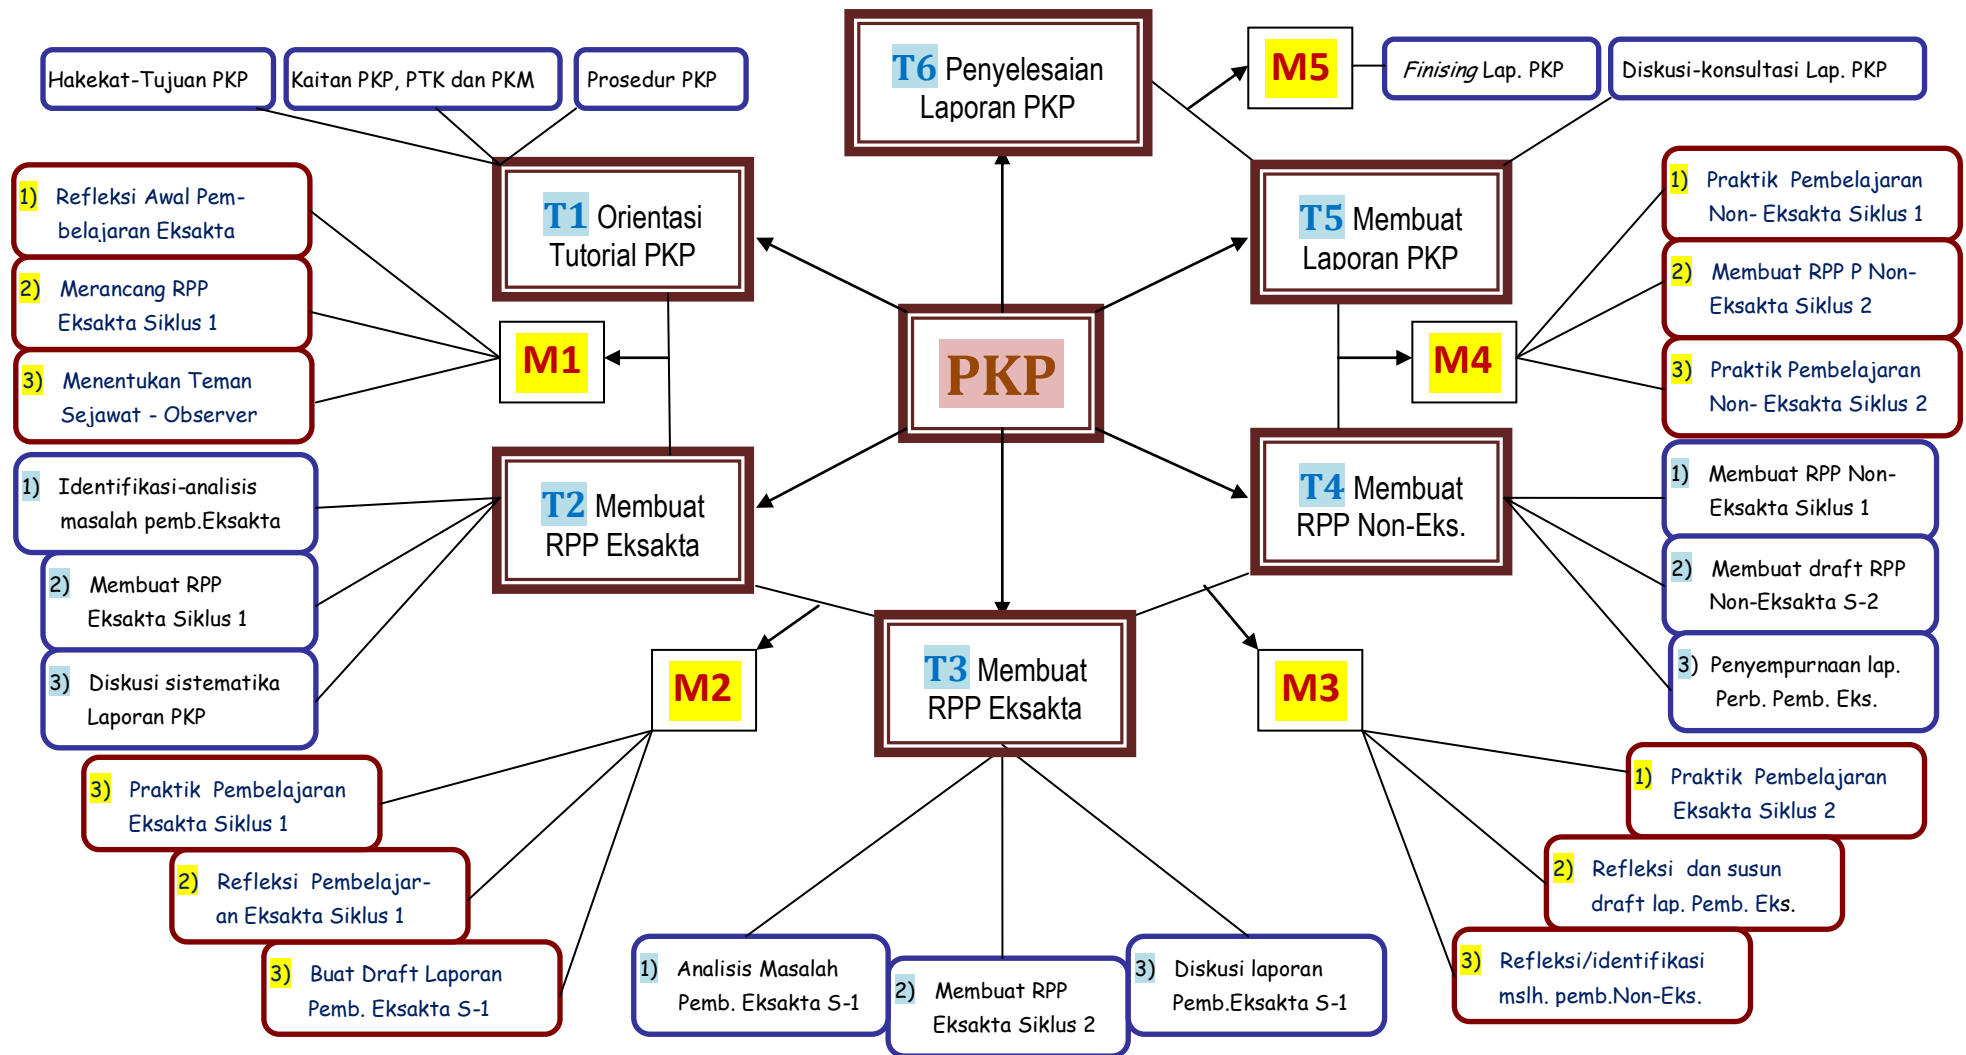 Hakekat-Tujuan PKP
Kaitan PKP, PTK dan PKM
Prosedur PKP
T6 Penyelesaian
Laporan PKP
M5
Finising Lap. PKP
Diskusi-konsultasi Lap. PKP
T1 Orientasi
Tutorial PKP
1) Refleksi Awal Pem-
belajaran Eksakta
2) Merancang RPP
Eksakta Siklus 1
3) Menentukan Teman
Sejawat - Observer
M1
PKP
T5 Membuat
Laporan PKP
M4
1) Praktik Pembelajaran
Non- Eksakta Siklus 1
2) Membuat RPP P Non-
Eksakta Siklus 2
3) Praktik Pembelajaran
Non- Eksakta Siklus 2
T2 Membuat
RPP Eksakta
1) Identifikasi-analisis
masalah pemb.Eksakta
2) Membuat RPP
Eksakta Siklus 1
3) Diskusi sistematika
Laporan PKP
T4 Membuat
RPP Non-Eks.
1) Membuat RPP Non-
Eksakta Siklus 1
2) Membuat draft RPP
Non-Eksakta S-2
3) Penyempurnaan lap.
Perb. Pemb. Eks.
M2
T3 Membuat
RPP Eksakta
M3
3) Praktik Pembelajaran
Eksakta Siklus 1
2) Refleksi Pembelajar-
an Eksakta Siklus 1
3) Buat Draft Laporan
Pemb. Eksakta S-1
1) Analisis Masalah
Pemb. Eksakta S-1
2) Membuat RPP
Eksakta Siklus 2
3) Diskusi laporan
Pemb.Eksakta S-1
1) Praktik Pembelajaran
Eksakta Siklus 2
2) Refleksi dan susun
draft lap. Pemb. Eks.
3) Refleksi/identifikasi
mslh. pemb.Non-Eks.